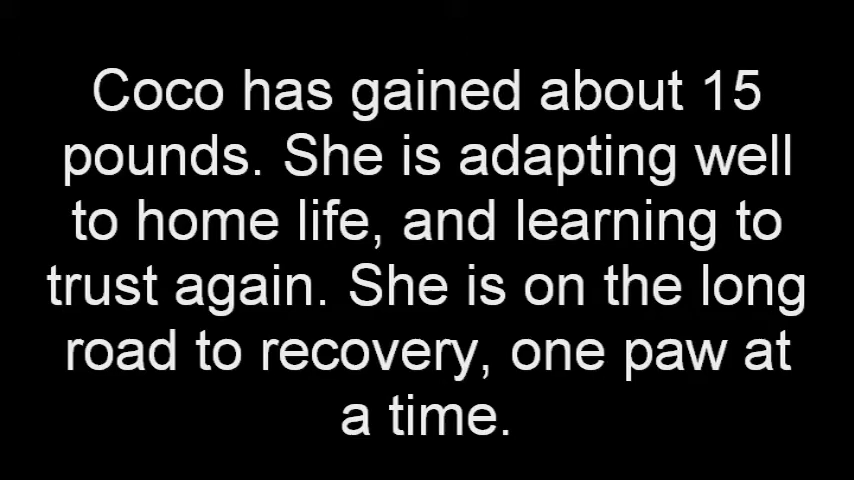 Coco has gained about 15
pounds. She is adapting well
to home life, and learning to
trust again. She is on the long
road to recovery, one paw at
a time.